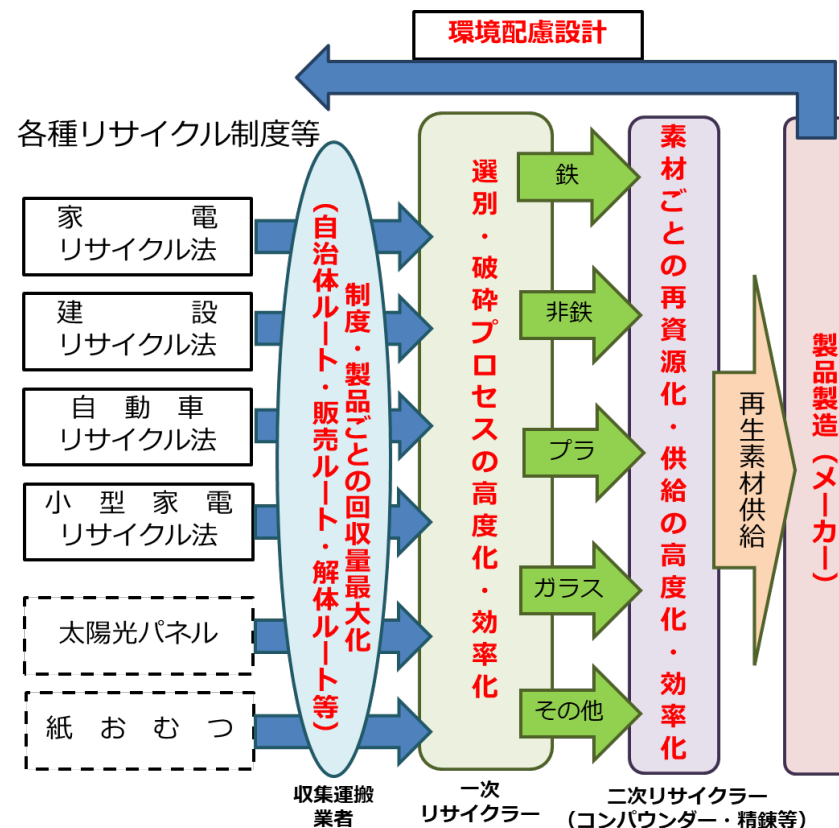 環境配慮設計
各種リサイクル制度等
家電
リサイクル法
建設
リサイクル法
自動車
リサイクル法
小型家電
リサイクル法
太陽光パネル
紙おむつ
制度・製品ごとの回収量最大化
(自治体ルート・販売ルート・解体ルート等)
収集運搬
業者
選別・破砕プロセスの高度化・効率化
一次
リサイクラー
鉄
非鉄
プラ
ガラス
その他
素材ごとの再資源化・供給の高度化・効率化
二次リサイクラー
(コンパウンダー・精錬等)
再生素材供給
製品製造(メーカー)